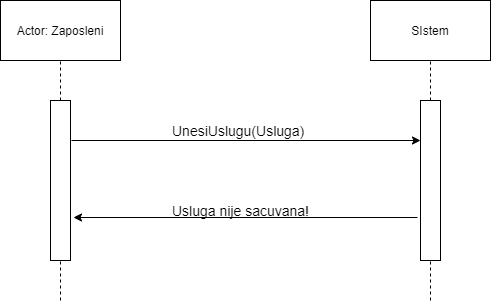 Actor: Zaposleni
SIstem
UnesiUslugu(Usluga)
Usluga nije sacuvana!